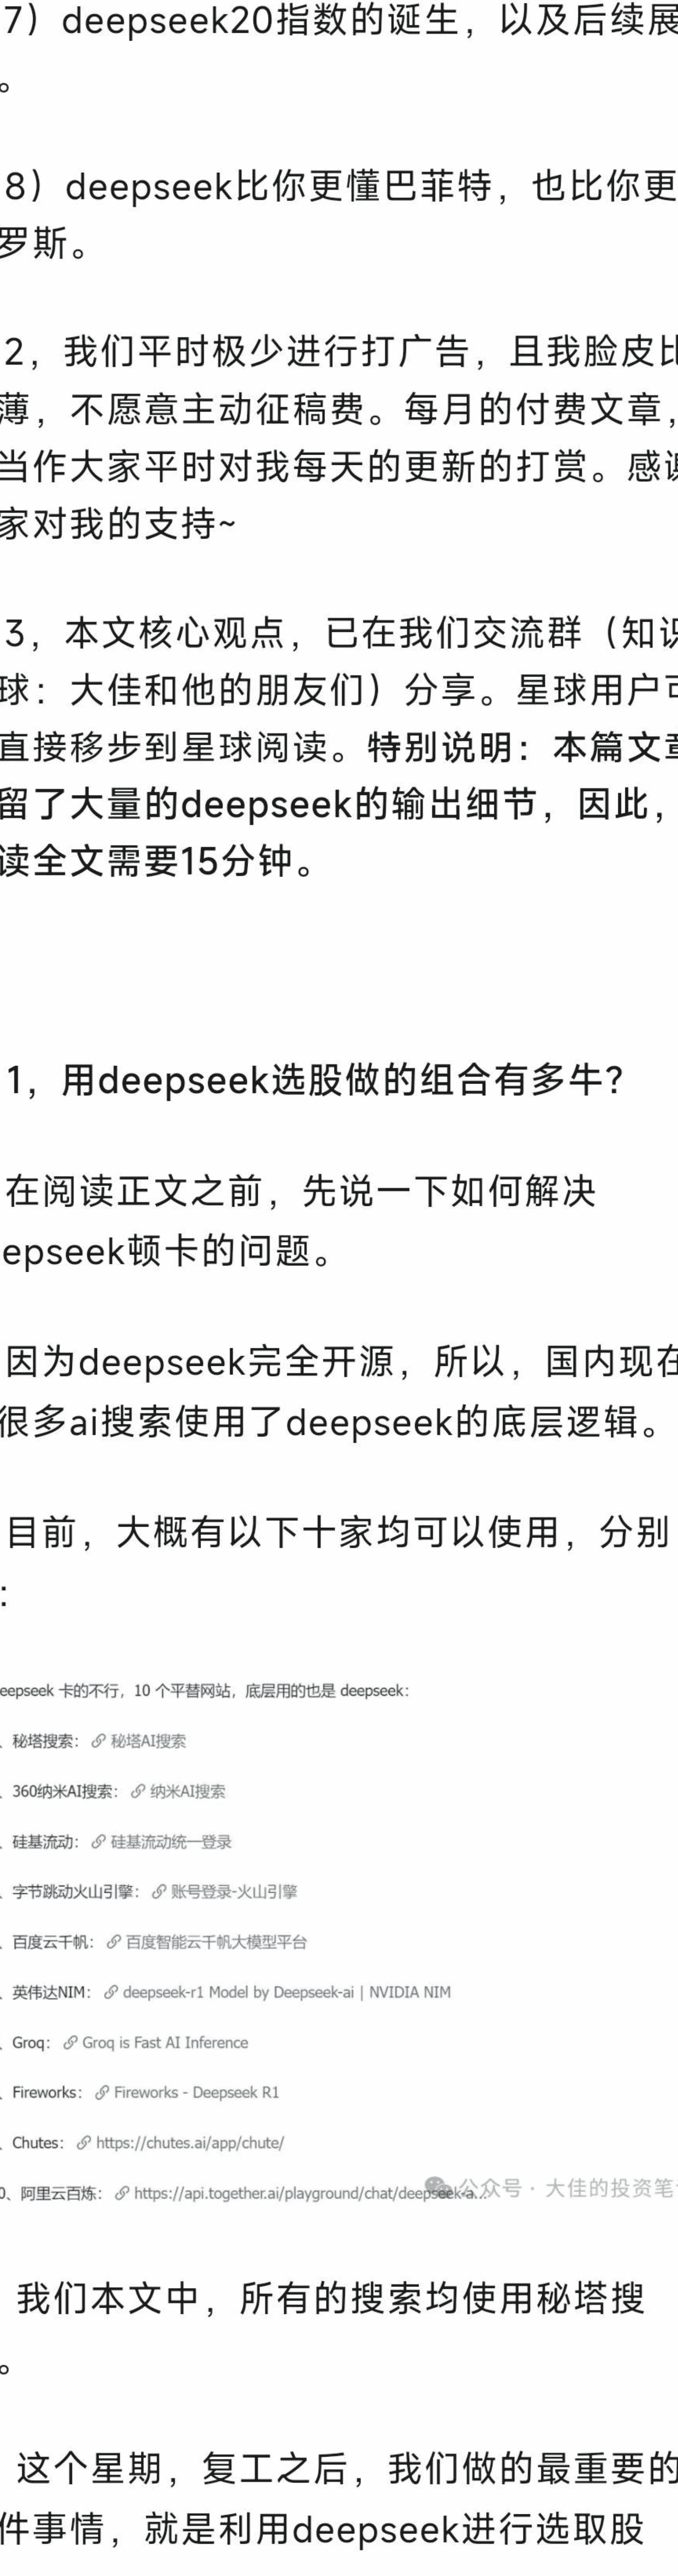 7）deepseek20指数的诞生，以及后续展
。
8）deepseek比你更懂巴菲特，也比你更
罗斯。
2，我们平时极少进行打广告，且我脸皮比
薄，不愿意主动征稿费。每月的付费文章，
当作大家平时对我每天的更新的打赏。感谢
家对我的支持~
3，本文核心观点，已在我们交流群（知识
球：大佳和他的朋友们）分享。星球用户可
直接移步到星球阅读。特别说明：本篇文章
留了大量的deepseek的输出细节，因此，
读全文需要15分钟。
1，用deepseek选股做的组合有多牛？
在阅读正文之前，先说一下如何解决
epseek顿卡的问题。
因为deepseek完全开源，所以，国内现在
很多ai搜索使用了deepseek的底层逻辑。
目前，大概有以下十家均可以使用，分别
：
eepseek 卡的不行，10 个平替网站，底层用的也是 deepseek：
、秘塔搜索： 秘塔AI搜索
、360纳米AI搜索： 纳米AI搜索
、硅基流动： 硅基流动统一登录
、字节跳动火山引擎： 账号登录-火山引擎
、百度云千帆： 百度智能云千帆大模型平台
、英伟达NIM： deepseek-r1 Model by Deepseek-ai | NVIDIA NIM
、Groq： Groq is Fast AI Inference
、Fireworks： Fireworks - Deepseek R1
、Chutes： https://chutes.ai/app/chute/
0、阿里云百炼： https://api.together.ai/playground/chat/deepseek-a...
公众号 · 大佳的投资笔
我们本文中，所有的搜索均使用秘塔搜
。
这个星期，复工之后，我们做的最重要的
件事情，就是利用deepseek进行选取股